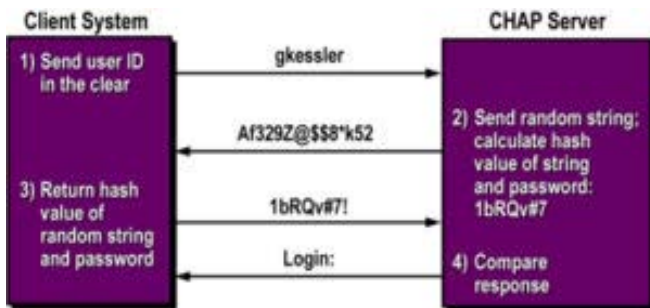 Client System
CHAP Server
1) Send user ID
in the clear
gkessler
2) Send random string;
calculate hash
value of string
and password:
1bRQv#7
Af329Z@$$8*k52
3) Return hash
value of
random string
and password
1bRQv#7!
Login:
4) Compare
response